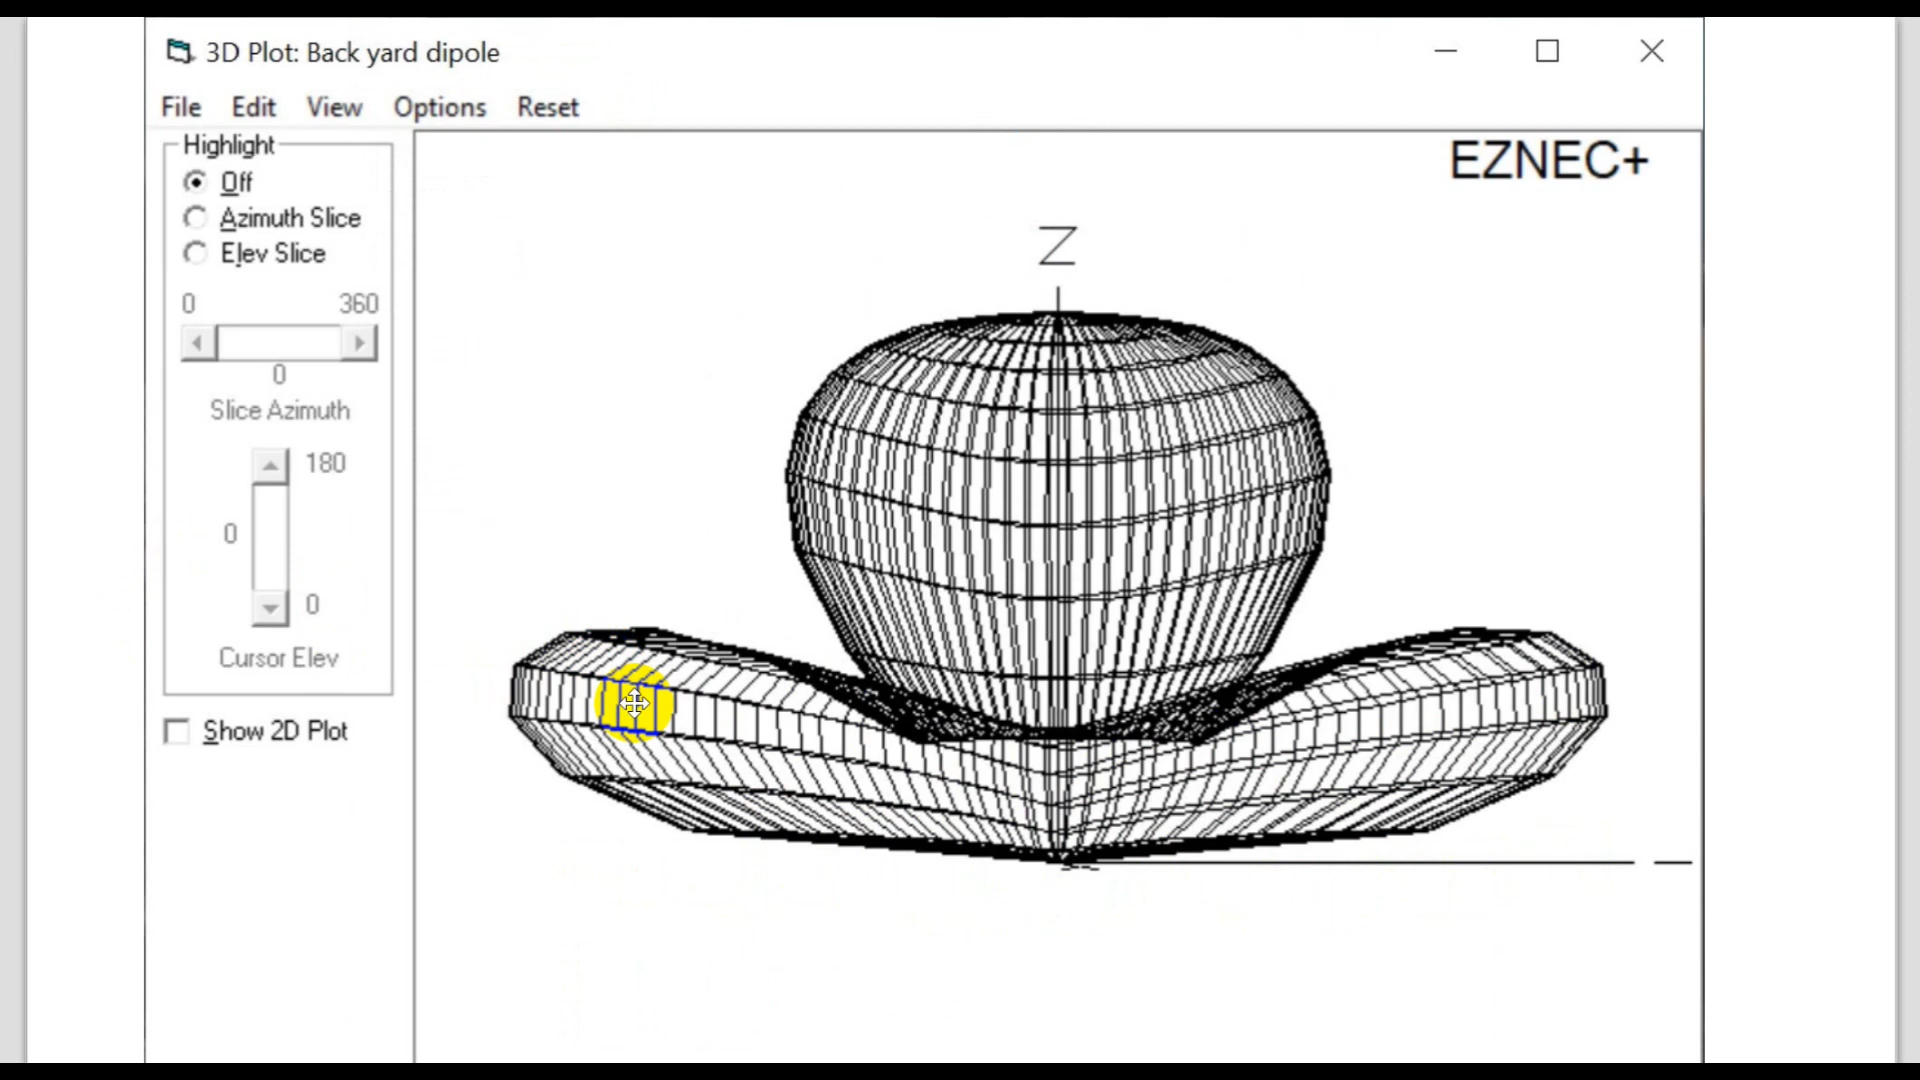 3D Plot: Back yard dipole
File Edit View Options Reset
Highlight
Off
Azimuth Slice
Elev Slice
0 360
0
Slice Azimuth
180
0
0
Cursor Elev
Show 2D Plot
EZNEC+
Z